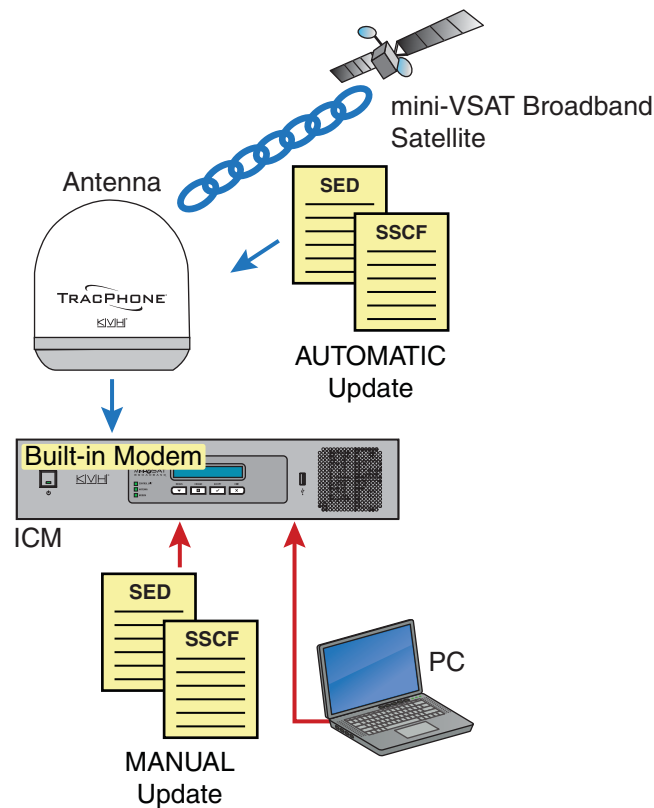 mini-VSAT Broadband
Satellite
Antenna
SED
SSCF
TRACPHONE
KVH
AUTOMATIC
Update
Built-in Modem
KVH
ICM
SED
SSCF
PC
MANUAL
Update